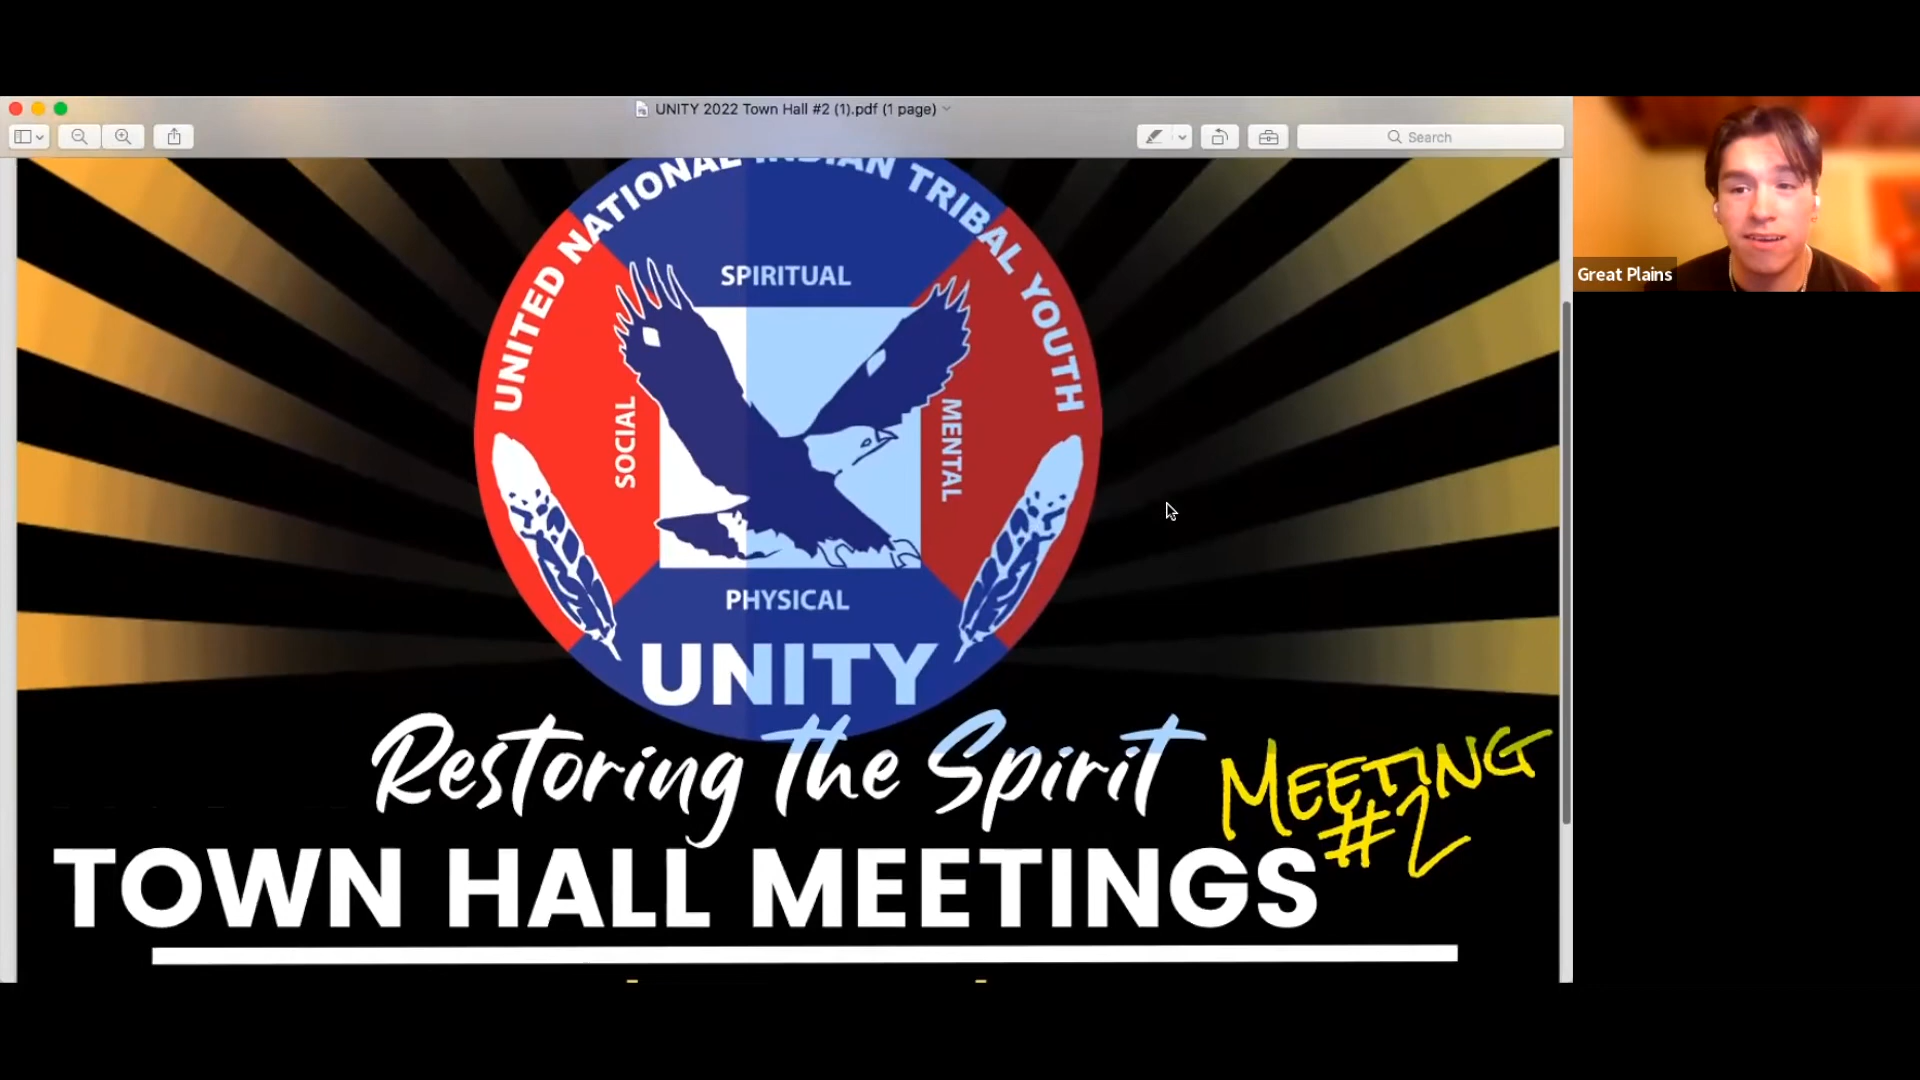 UNITY 2022 Town Hall #2 (1).pdf (1 page)
Search
UNITED NATIONAL INDIAN TRIBAL YOUTH
SPIRITUAL
SOCIAL
MENTAL
PHYSICAL
UNITY
Restoring the Spirit
MEETING
#2
TOWN HALL MEETINGS
Great Plains